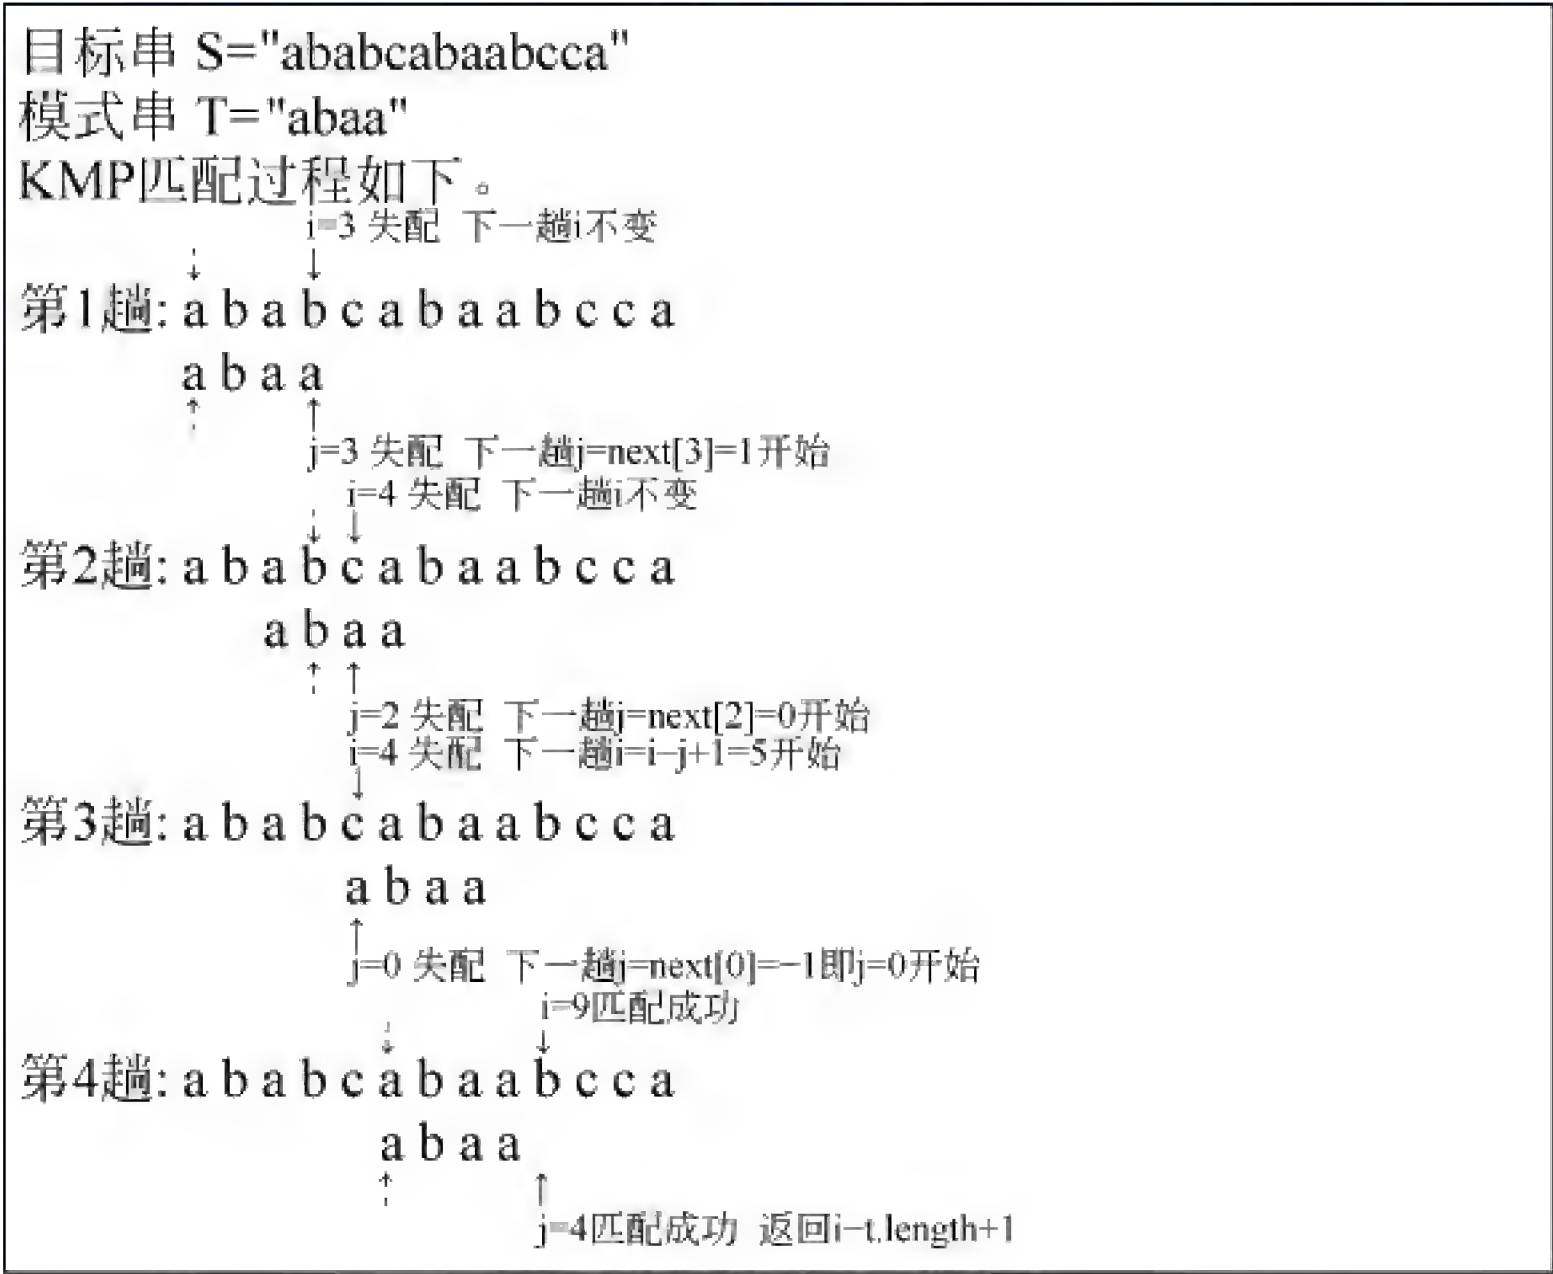 目标串 S="ababcabaabcca"
模式串 T="abaa"
KMP匹配过程如下。
i=3 失配 下一趟i不变
第1趟: a b a b c a b a a b c c a
a b a a
j=3 失配 下一趟j=next[3]=1开始
i=4 失配 下一趟i不变
第2趟: a b a b c a b a a b c c a
a b a a
j=2 失配 下一趟j=next[2]=0开始
i=4 失配 下一趟i=i-j+1=5开始
第3趟: a b a b c a b a a b c c a
a b a a
j=0 失配 下一趟j=next[0]=-1即j=0开始
i=9匹配成功
第4趟: a b a b c a b a a b c c a
a b a a
j=4匹配成功 返回i-t.length+1